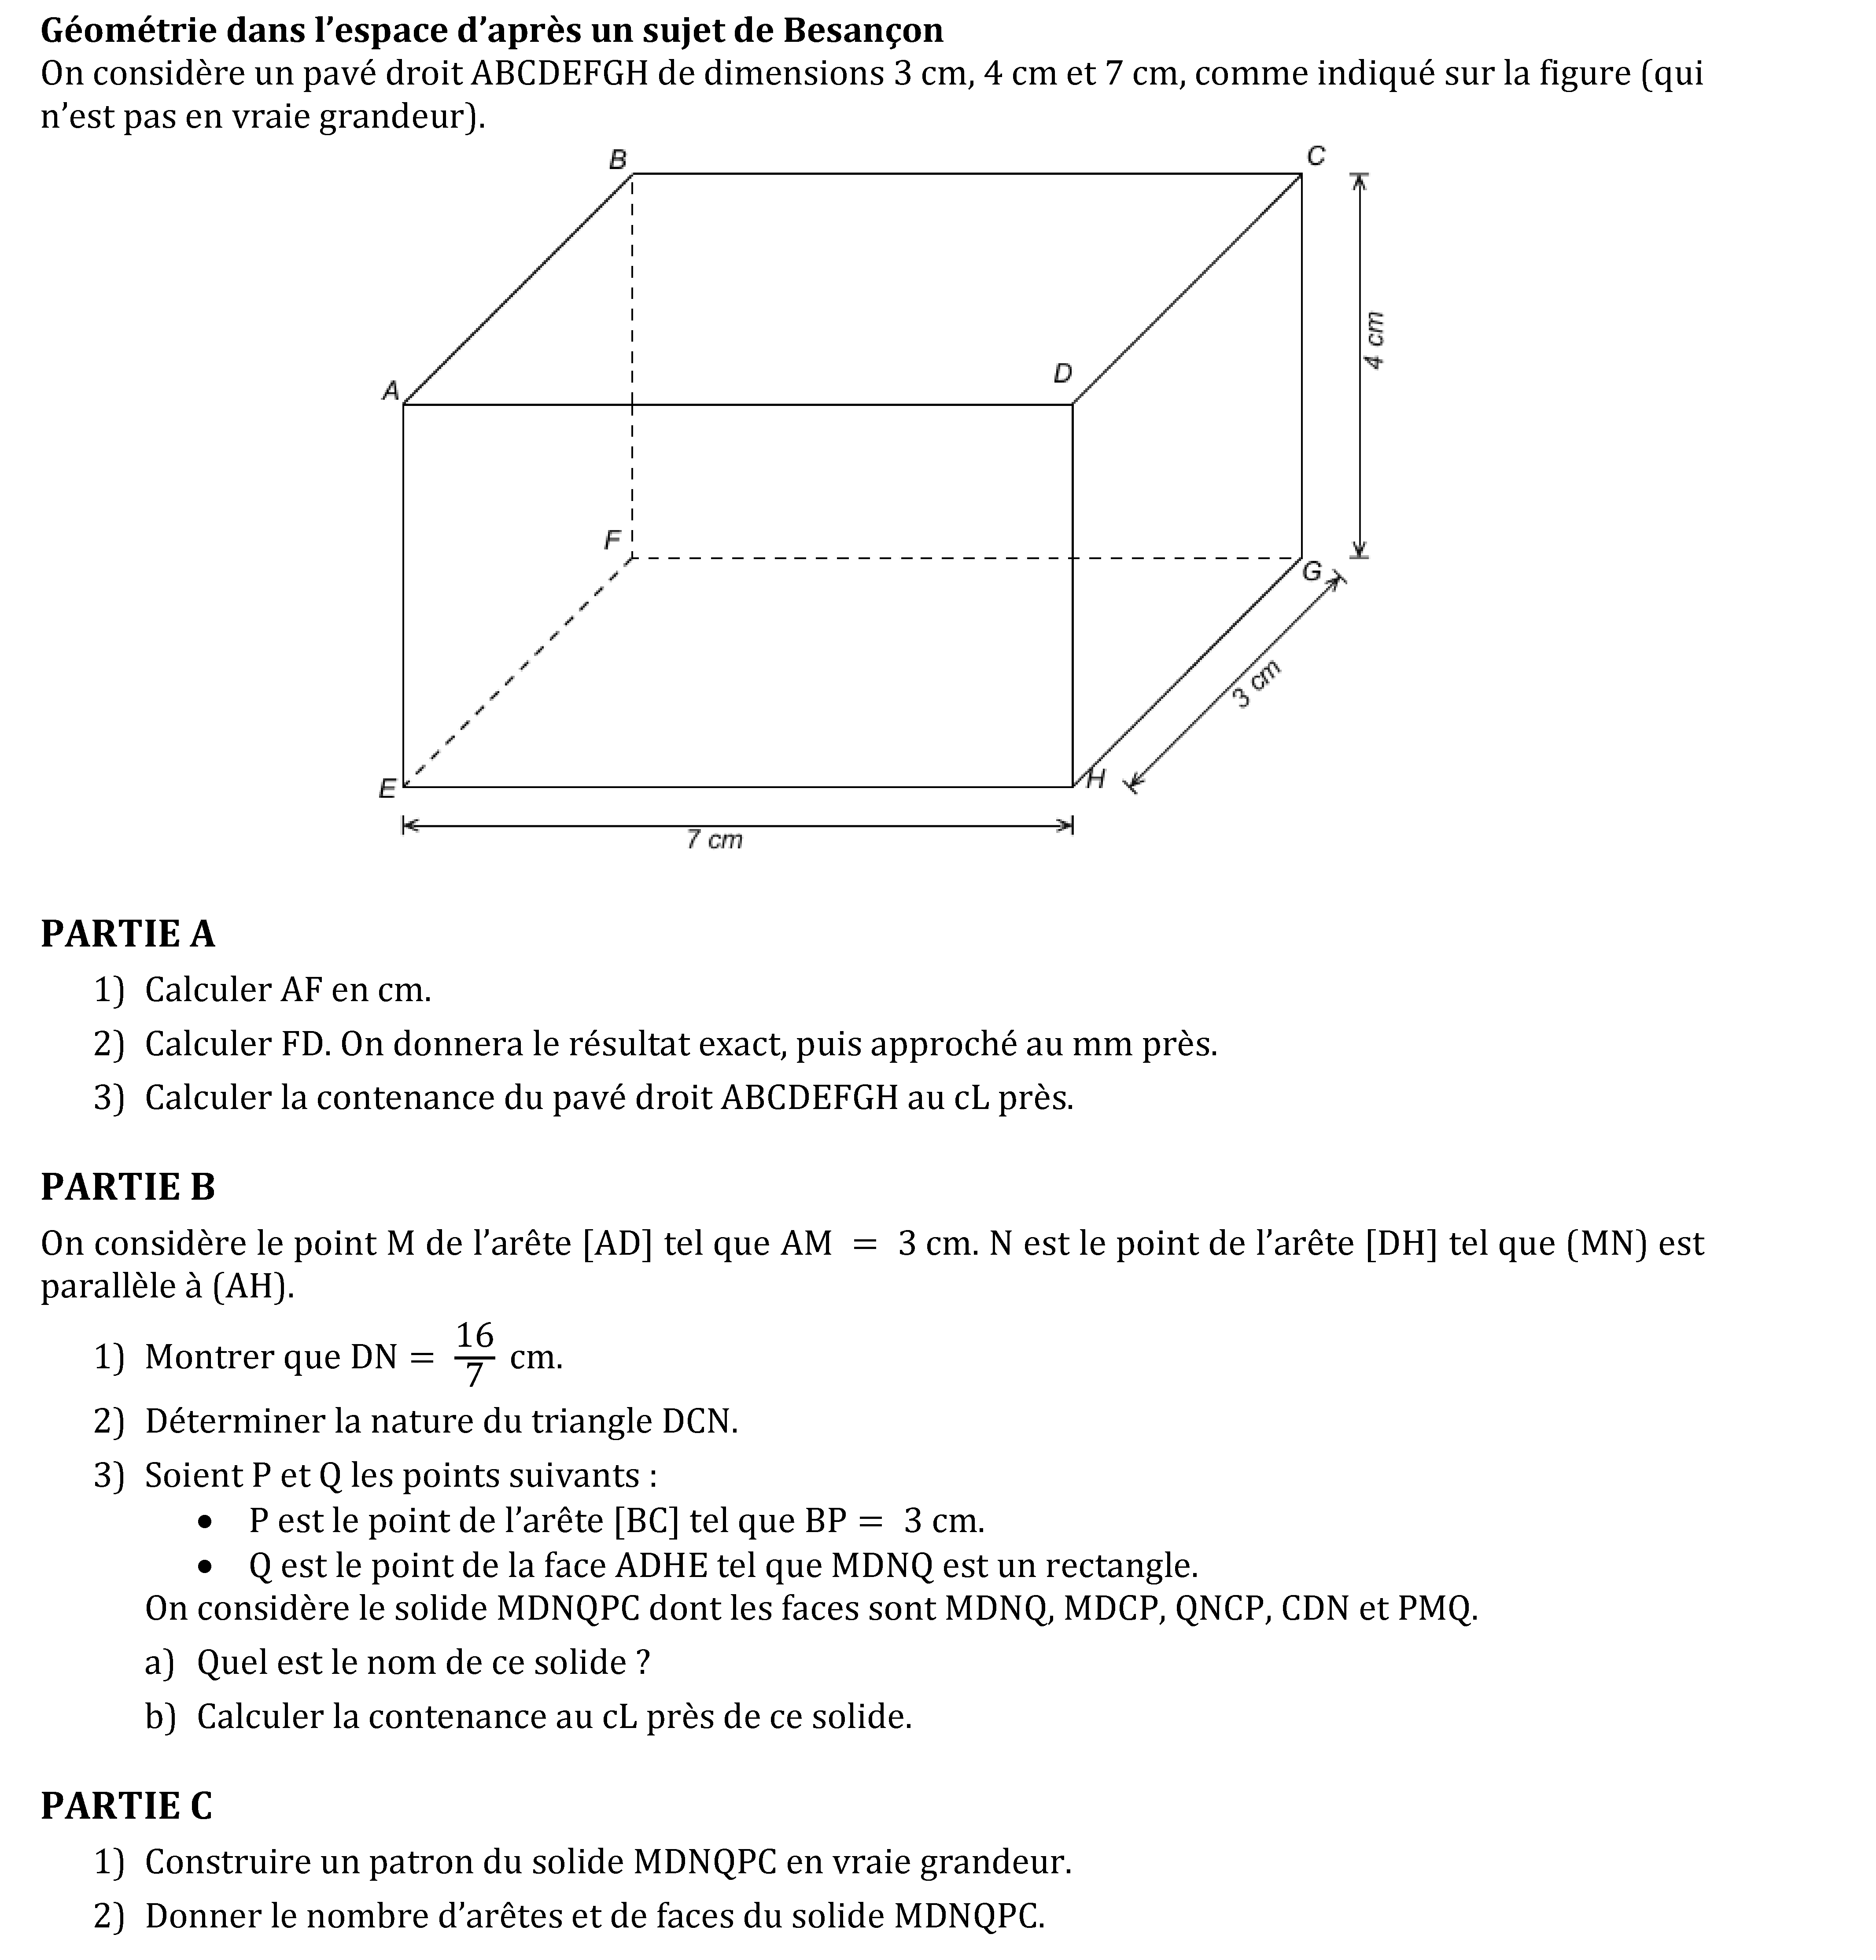 Géométrie dans l’espace d’après un sujet de Besançon
On considère un pavé droit ABCDEFGH de dimensions 3 cm, 4 cm et 7 cm, comme indiqué sur la figure (qui
n’est pas en vraie grandeur).
B
C
A
D
4 cm
F
G
3 cm
E
H
7 cm
PARTIE A
1) Calculer AF en cm.
2) Calculer FD. On donnera le résultat exact, puis approché au mm près.
3) Calculer la contenance du pavé droit ABCDEFGH au cL près.
PARTIE B
On considère le point M de l’arête [AD] tel que AM = 3 cm. N est le point de l’arête [DH] tel que (MN) est
parallèle à (AH).
1) Montrer que DN = 16/7 cm.
2) Déterminer la nature du triangle DCN.
3) Soient P et Q les points suivants :
• P est le point de l’arête [BC] tel que BP = 3 cm.
• Q est le point de la face ADHE tel que MDNQ est un rectangle.
On considère le solide MDNQPC dont les faces sont MDNQ, MDCP, QNCP, CDN et PMQ.
a) Quel est le nom de ce solide ?
b) Calculer la contenance au cL près de ce solide.
PARTIE C
1) Construire un patron du solide MDNQPC en vraie grandeur.
2) Donner le nombre d’arêtes et de faces du solide MDNQPC.